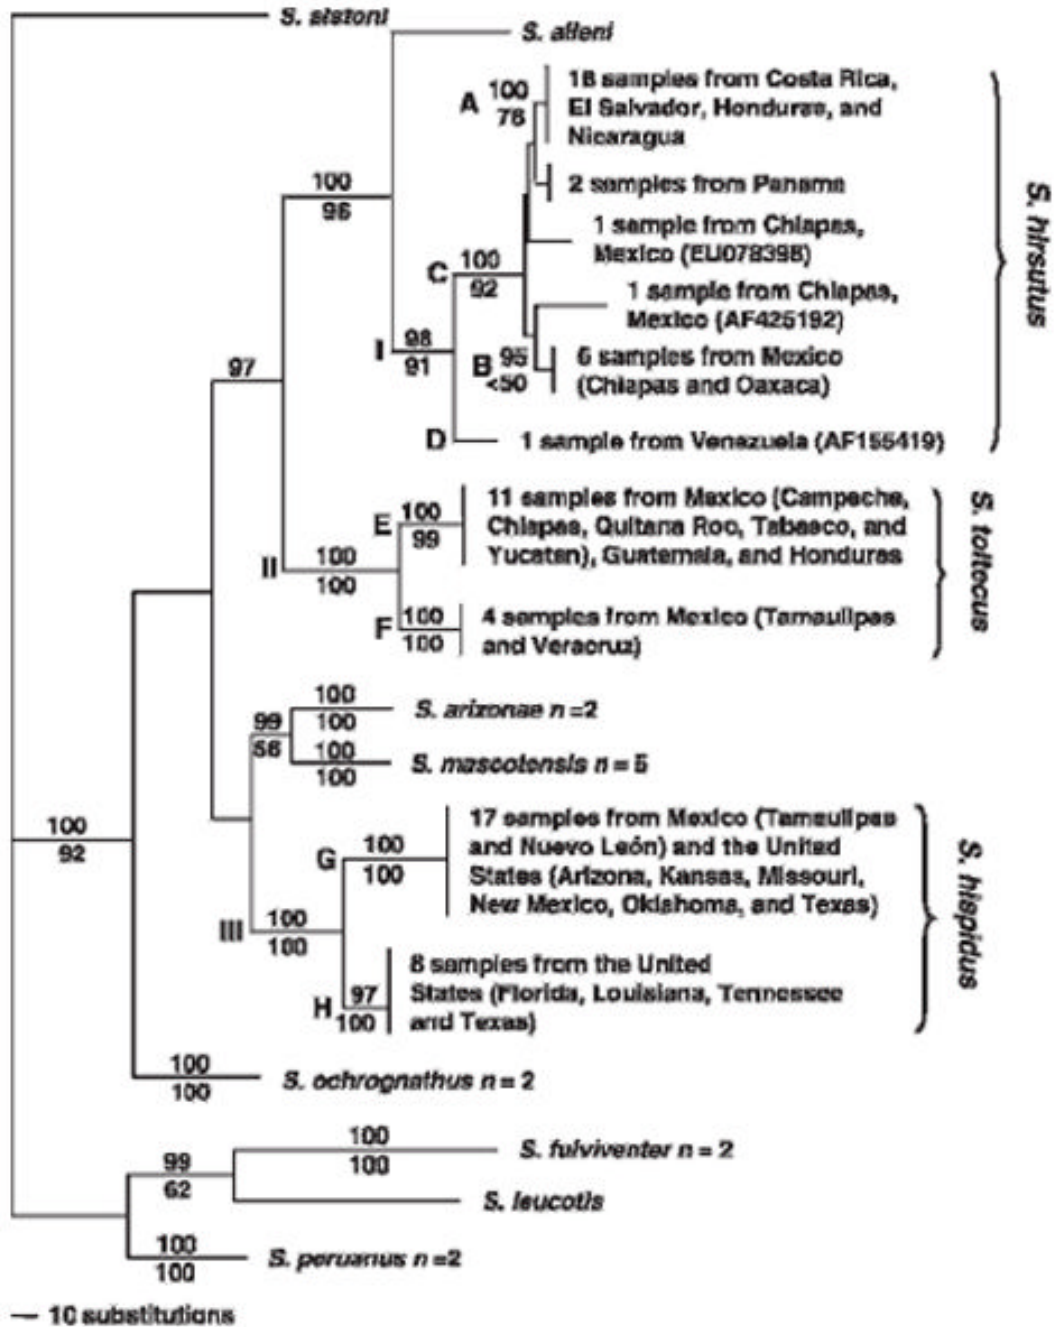 S. sistoni
S. alleni
A 100
76
18 samples from Costa Rica,
El Salvador, Honduras, and
Nicaragua
2 samples from Panama
100
96
1 sample from Chiapas,
Mexico (EU078398)
C 100
92
1 sample from Chiapas,
Mexico (AF425192)
I 98
91
B 95
<50
6 samples from Mexico
(Chiapas and Oaxaca)
D
1 sample from Venezuela (AF155419)
S. hirsutus
97
E 100
99
11 samples from Mexico (Campeche,
Chiapas, Quitana Roo, Tabasco, and
Yucatan), Guatemala, and Honduras
II 100
100
F 100
100
4 samples from Mexico (Tamaulipas
and Veracruz)
S. toltecus
100
100
S. arizonae n =2
99
56
100
100
S. mascotensis n = 5
100
92
G 100
100
17 samples from Mexico (Tamaulipas
and Nuevo León) and the United
States (Arizona, Kansas, Missouri,
New Mexico, Oklahoma, and Texas)
III 100
100
H 97
100
8 samples from the United
States (Florida, Louisiana, Tennessee
and Texas)
S. hispidus
100
100
S. ochrognathus n = 2
100
100
S. fulviventer n = 2
99
62
S. leucotis
100
100
S. peruanus n =2
10 substitutions